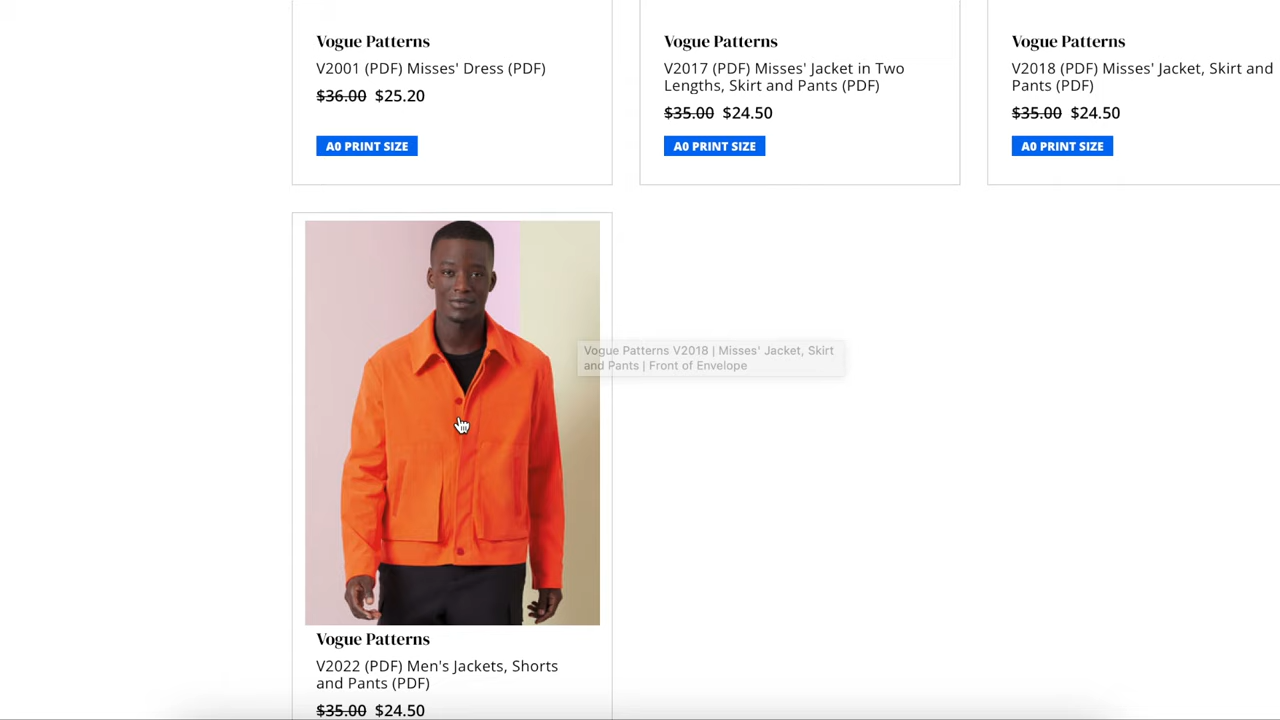 Vogue Patterns
V2001 (PDF) Misses' Dress (PDF)
$36.00 $25.20
A0 PRINT SIZE
Vogue Patterns
V2017 (PDF) Misses' Jacket in Two
Lengths, Skirt and Pants (PDF)
$35.00 $24.50
A0 PRINT SIZE
Vogue Patterns
V2018 (PDF) Misses' Jacket, Skirt and
Pants (PDF)
$35.00 $24.50
A0 PRINT SIZE
Vogue Patterns V2018 | Misses' Jacket, Skirt
and Pants | Front of Envelope
Vogue Patterns
V2022 (PDF) Men's Jackets, Shorts
and Pants (PDF)
$35.00 $24.50